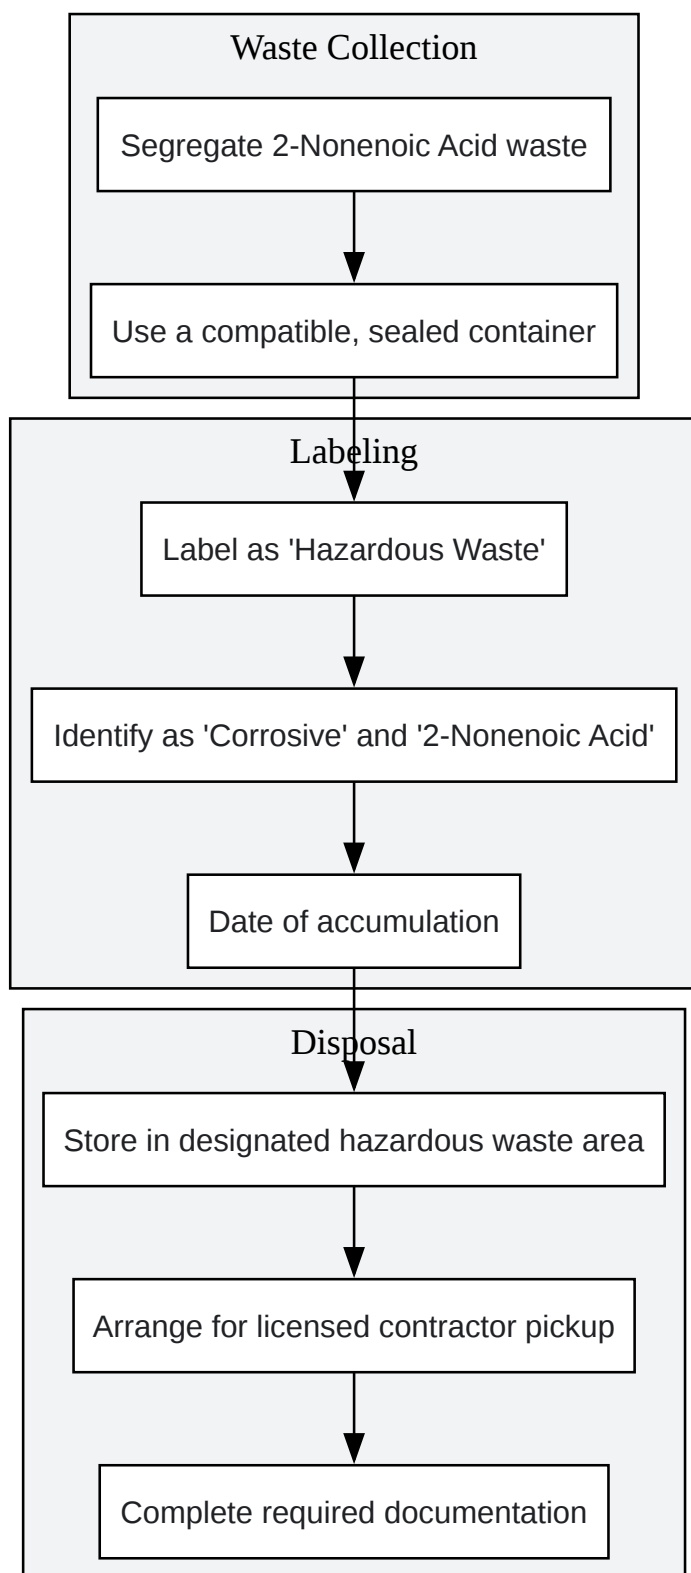 Waste Collection
Segregate 2-Nonenoic Acid waste
Use a compatible, sealed container
Labeling
Label as 'Hazardous Waste'
Identify as 'Corrosive' and '2-Nonenoic Acid'
Date of accumulation
Disposal
Store in designated hazardous waste area
Arrange for licensed contractor pickup
Complete required documentation